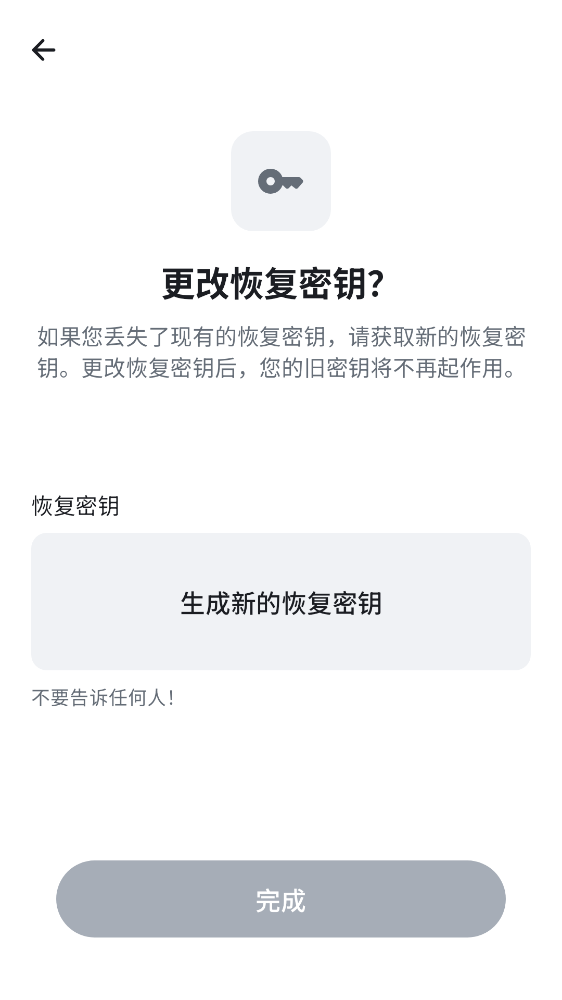 更改恢复密钥？
如果您丢失了现有的恢复密钥，请获取新的恢复密
钥。更改恢复密钥后，您的旧密钥将不再起作用。
恢复密钥
生成新的恢复密钥
不要告诉任何人！
完成